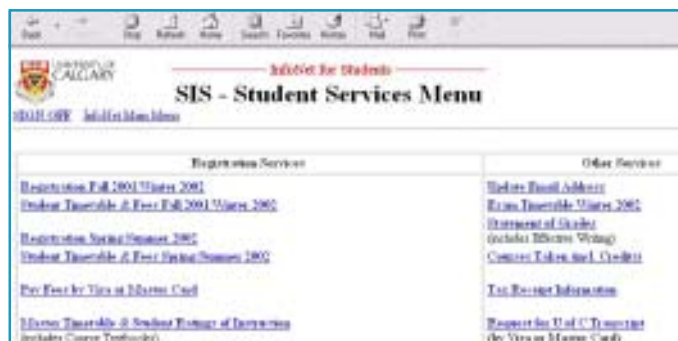 Back Stop Refresh Home Search Favorites History Mail Print
UNIVERSITY OF
CALGARY
InfoNet for Students
SIS - Student Services Menu
SIGN OFF InfoNet Main Menu
Registration Services
Other Services
Registration Fall 2001/Winter 2002
Student Timetable & Fees Fall 2001/Winter 2002
Registration Spring/Summer 2002
Student Timetable & Fees Spring/Summer 2002
Pay Fees by Visa or Master Card
Master Timetable & Student Ratings of Instruction
(includes Course Textbooks)
Update Email Address
Exam Timetable Winter 2002
Statement of Grades
(includes Effective Writing)
Courses Taken (incl. Credits)
Tax Receipt Information
Request for U of C Transcript
(by Visa or Master Card)